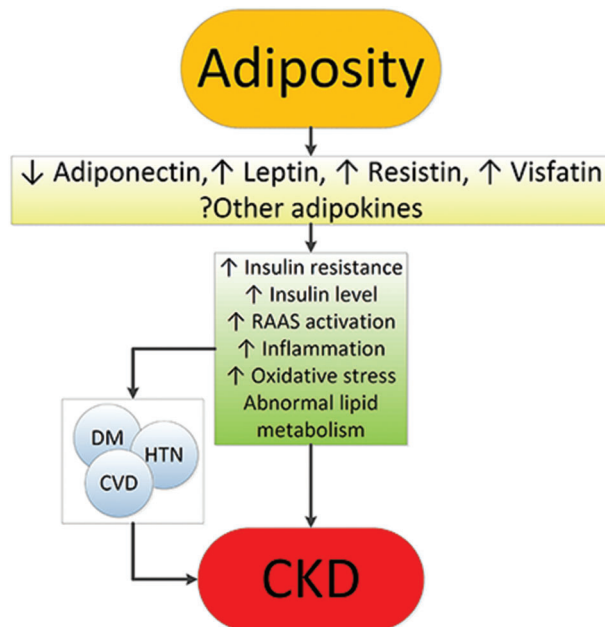 Adiposity
↓ Adiponectin,↑ Leptin, ↑ Resistin, ↑ Visfatin
?Other adipokines
↑ Insulin resistance
↑ Insulin level
↑ RAAS activation
↑ Inflammation
↑ Oxidative stress
Abnormal lipid
metabolism
DM
HTN
CVD
CKD